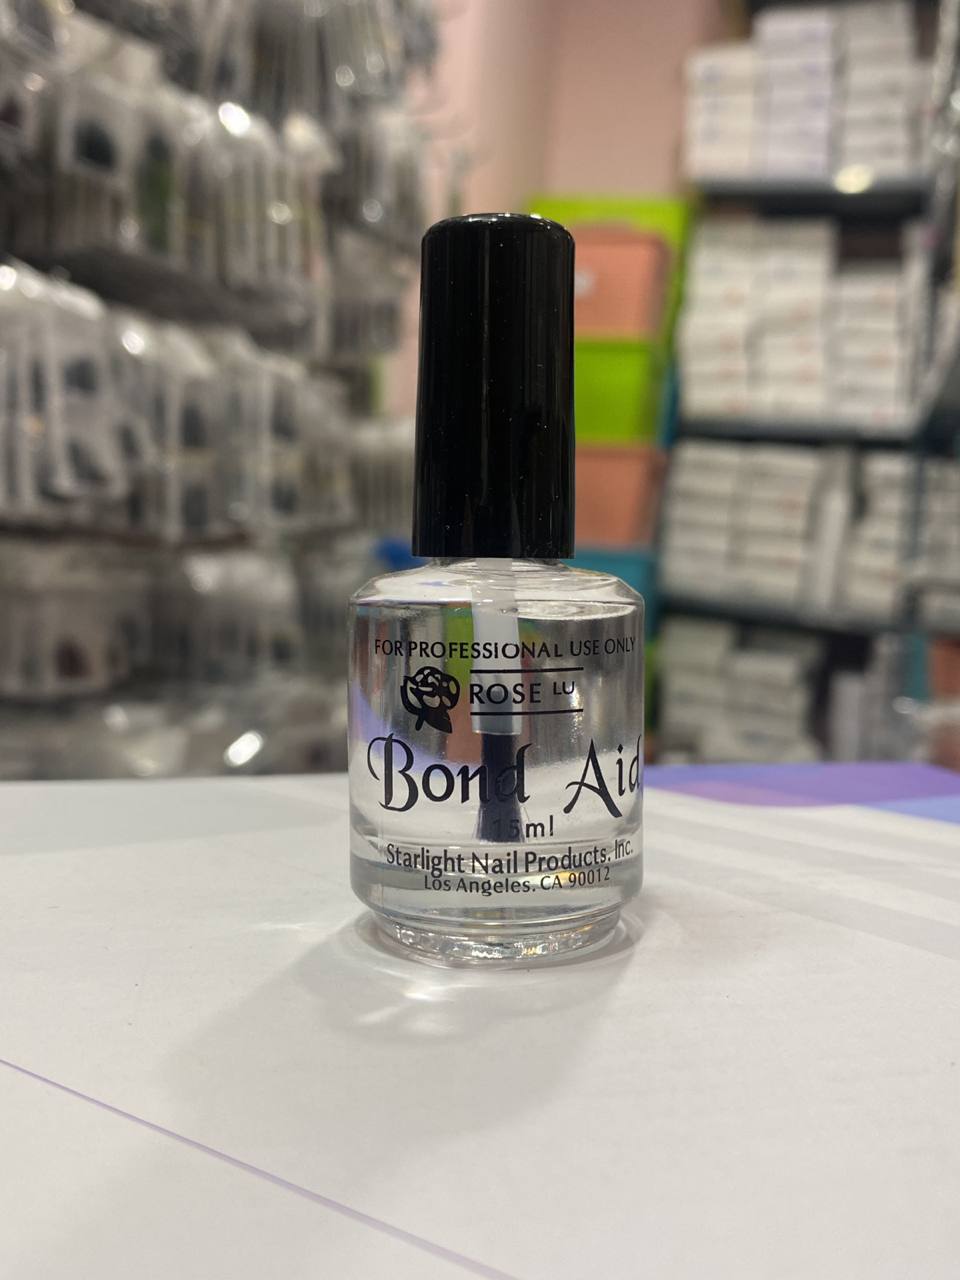 FOR PROFESSIONAL USE ONLY
ROSE LU
Bond Aid
15ml
Starlight Nail Products, Inc.
Los Angeles, CA 90012